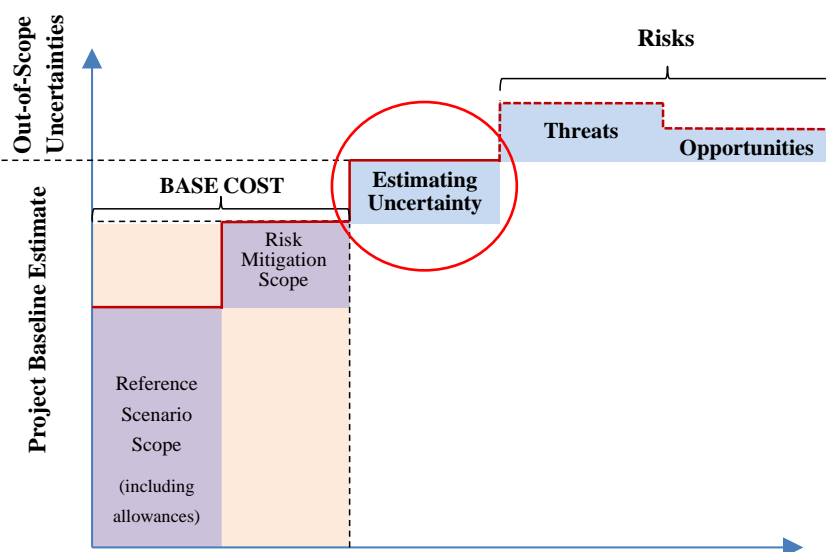 Out-of-Scope
Uncertainties
Project Baseline Estimate
Risks
Threats
Opportunities
BASE COST
Estimating
Uncertainty
Risk
Mitigation
Scope
Reference
Scenario
Scope
(including
allowances)